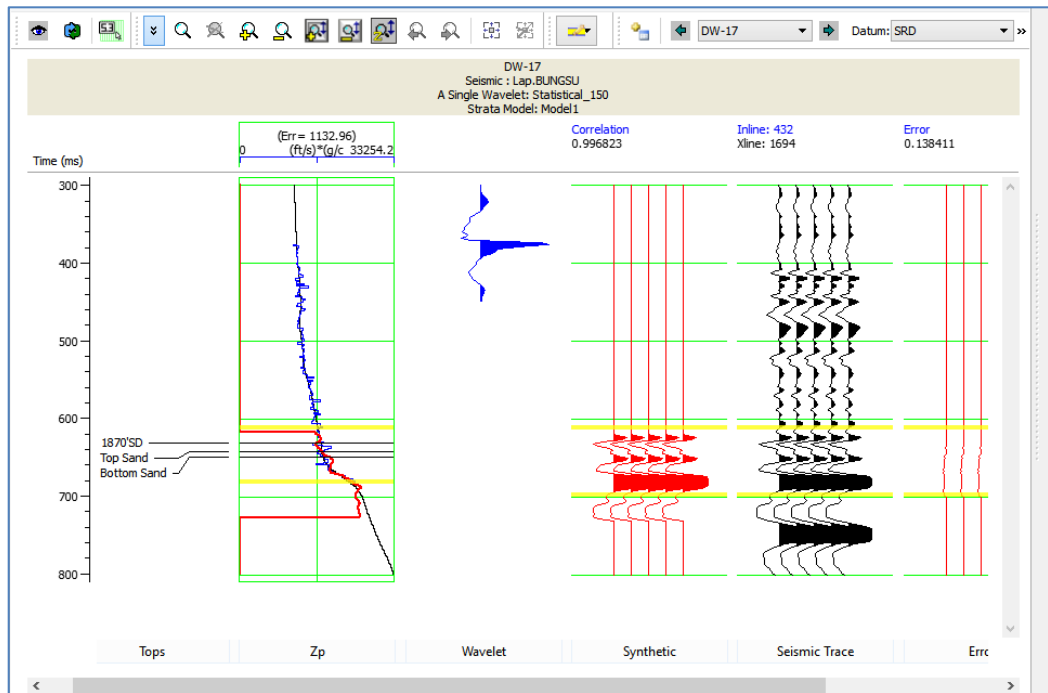 5.3
DW-17
Datum: SRD
»
DW-17
Seismic : Lap.BUNGSU
A Single Wavelet: Statistical_150
Strata Model: Model1
Time (ms)
(Err= 1132.96)
0 (ft/s)*(g/c 33254.2
Correlation
0.996823
Inline: 432
Xline: 1694
Error
0.138411
300
400
500
600
700
800
1870'SD
Top Sand
Bottom Sand
Tops Zp Wavelet Synthetic Seismic Trace Erro